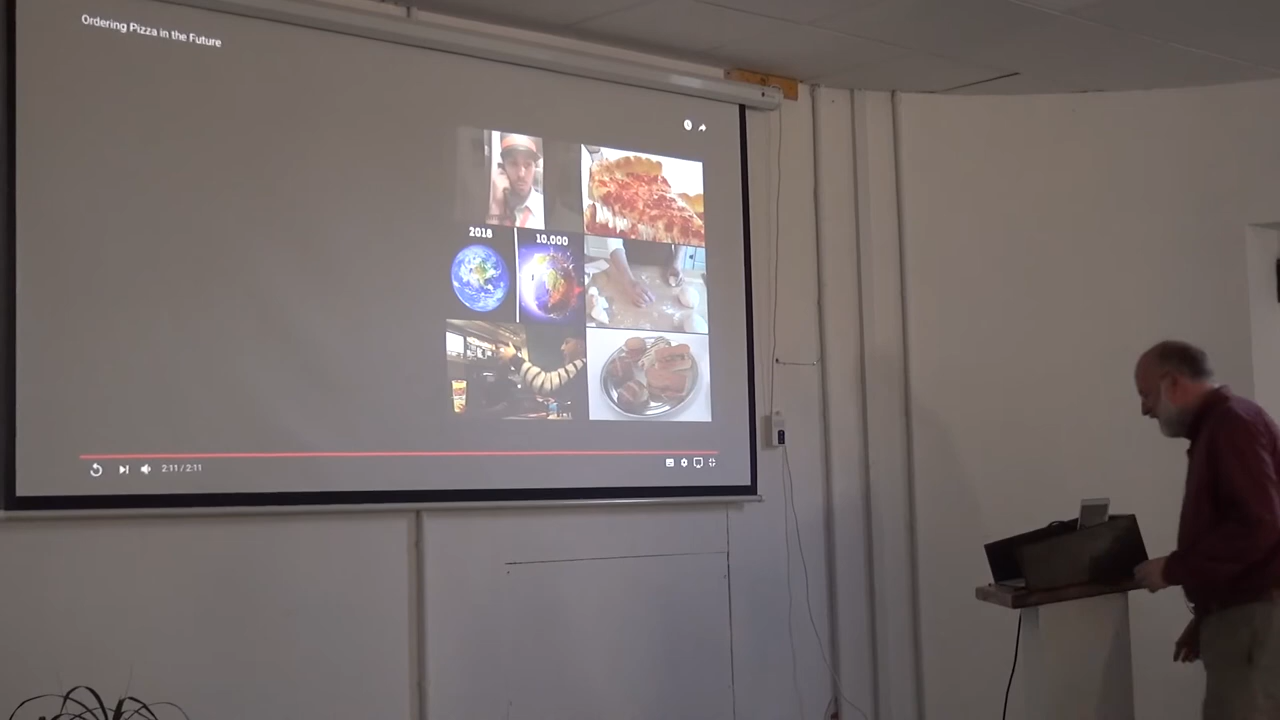 Ordering Pizza in the Future
2018
10,000
2:11 / 2:11